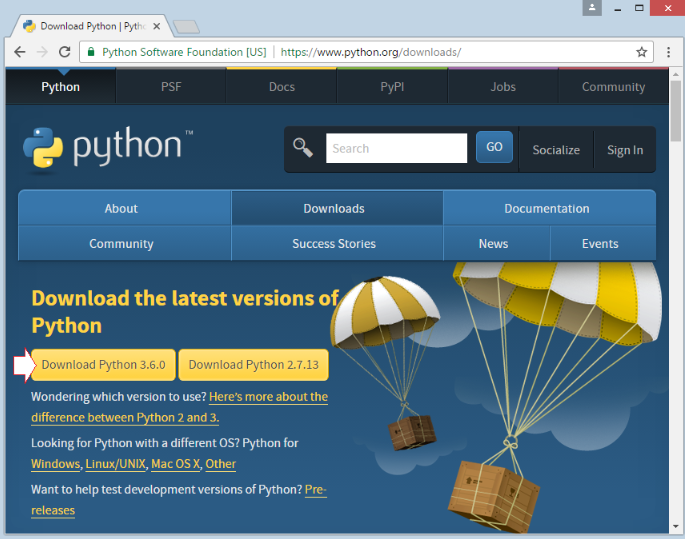 Download Python | Pytho
Python Software Foundation [US] | https://www.python.org/downloads/
Python PSF Docs PyPI Jobs Community
python™
Search GO Socialize Sign In
About Downloads Documentation
Community Success Stories News Events
Download the latest versions of
Python
Download Python 3.6.0 Download Python 2.7.13
Wondering which version to use? Here's more about the
difference between Python 2 and 3.
Looking for Python with a different OS? Python for
Windows, Linux/UNIX, Mac OS X, Other
Want to help test development versions of Python? Pre-
releases